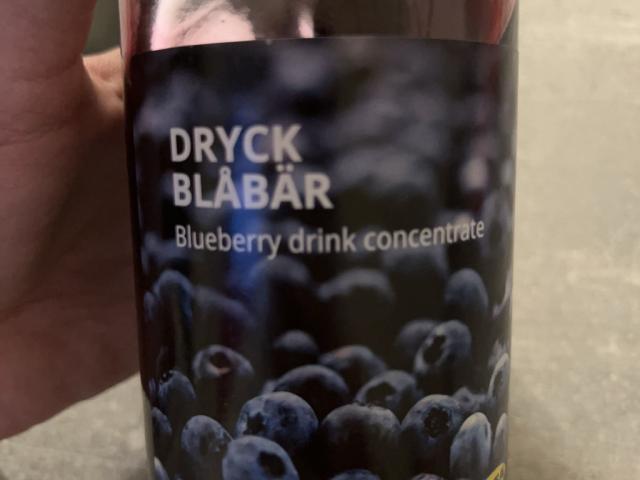 DRYCK
BLÅBÄR
Blueberry drink concentrate